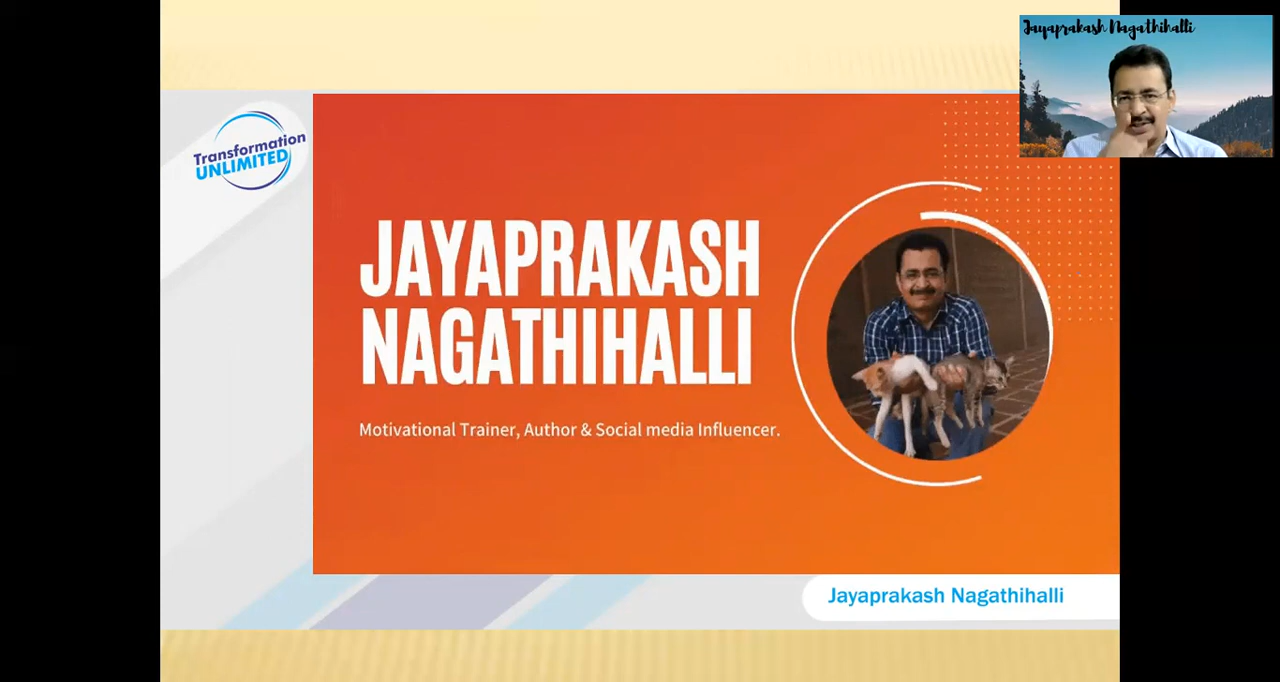 Jayaprakash Nagathihalli
Transformation
UNLIMITED
JAYAPRAKASH
NAGATHIHALLI
Motivational Trainer, Author & Social media Influencer.
Jayaprakash Nagathihalli